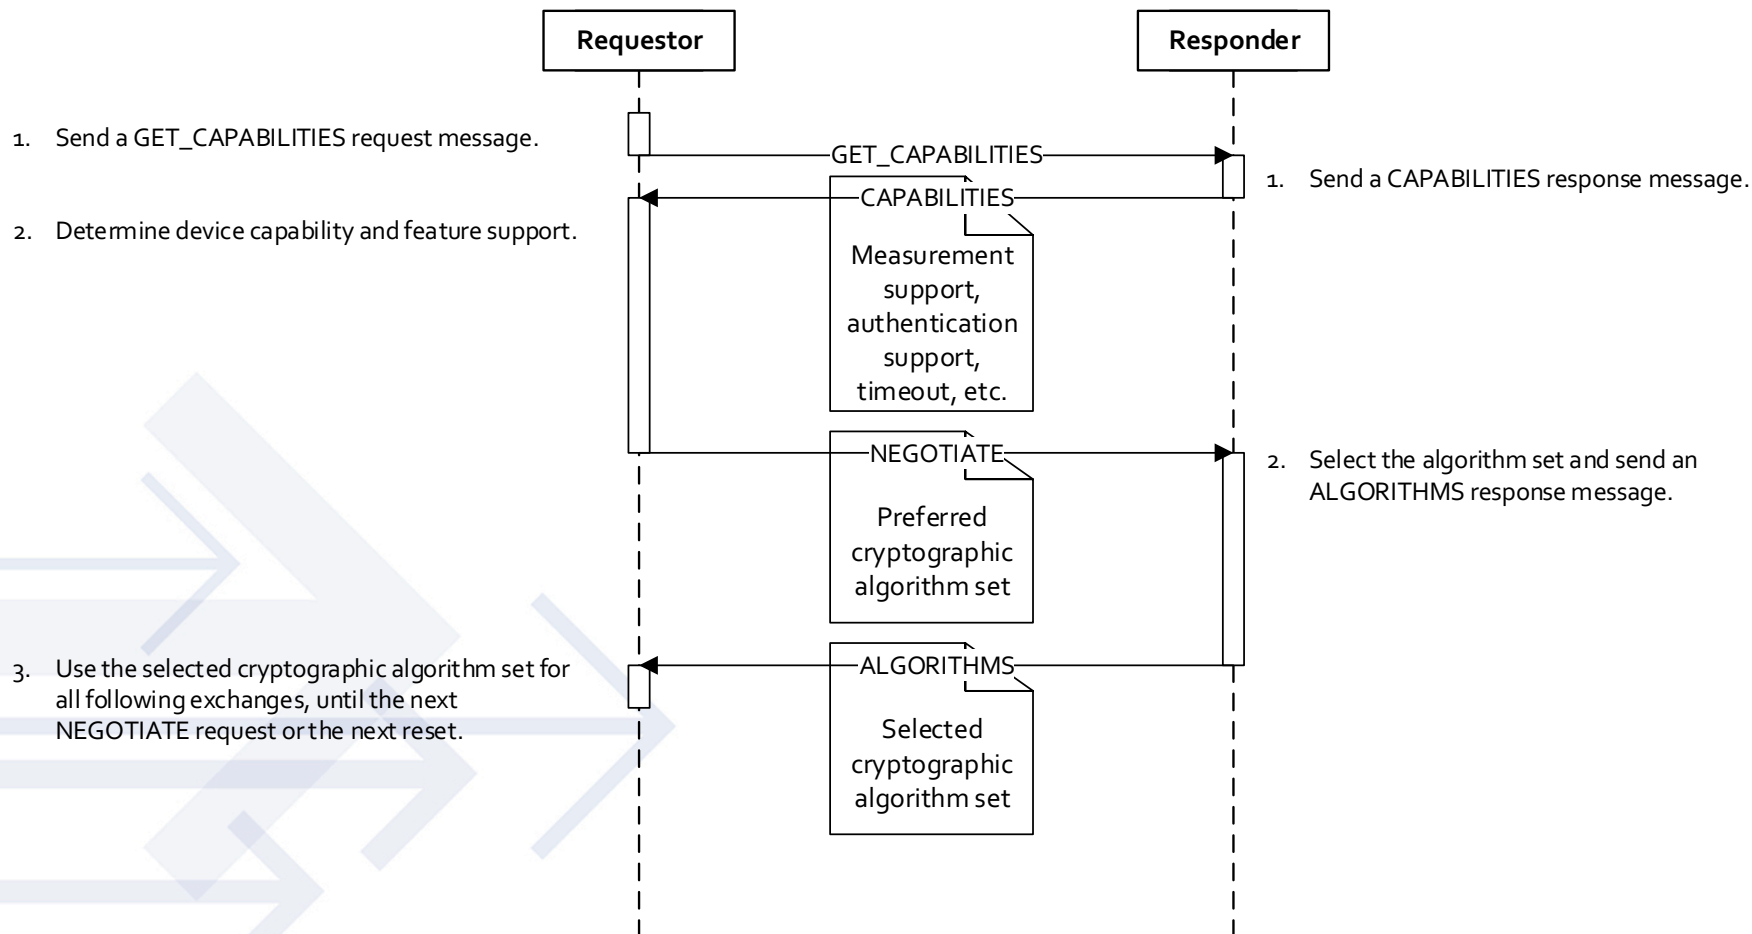 Requestor
Responder
1. Send a GET_CAPABILITIES request message.
GET_CAPABILITIES
1. Send a CAPABILITIES response message.
CAPABILITIES
2. Determine device capability and feature support.
Measurement
support,
authentication
support,
timeout, etc.
NEGOTIATE
2. Select the algorithm set and send an
ALGORITHMS response message.
Preferred
cryptographic
algorithm set
ALGORITHMS
3. Use the selected cryptographic algorithm set for
all following exchanges, until the next
NEGOTIATE request or the next reset.
Selected
cryptographic
algorithm set